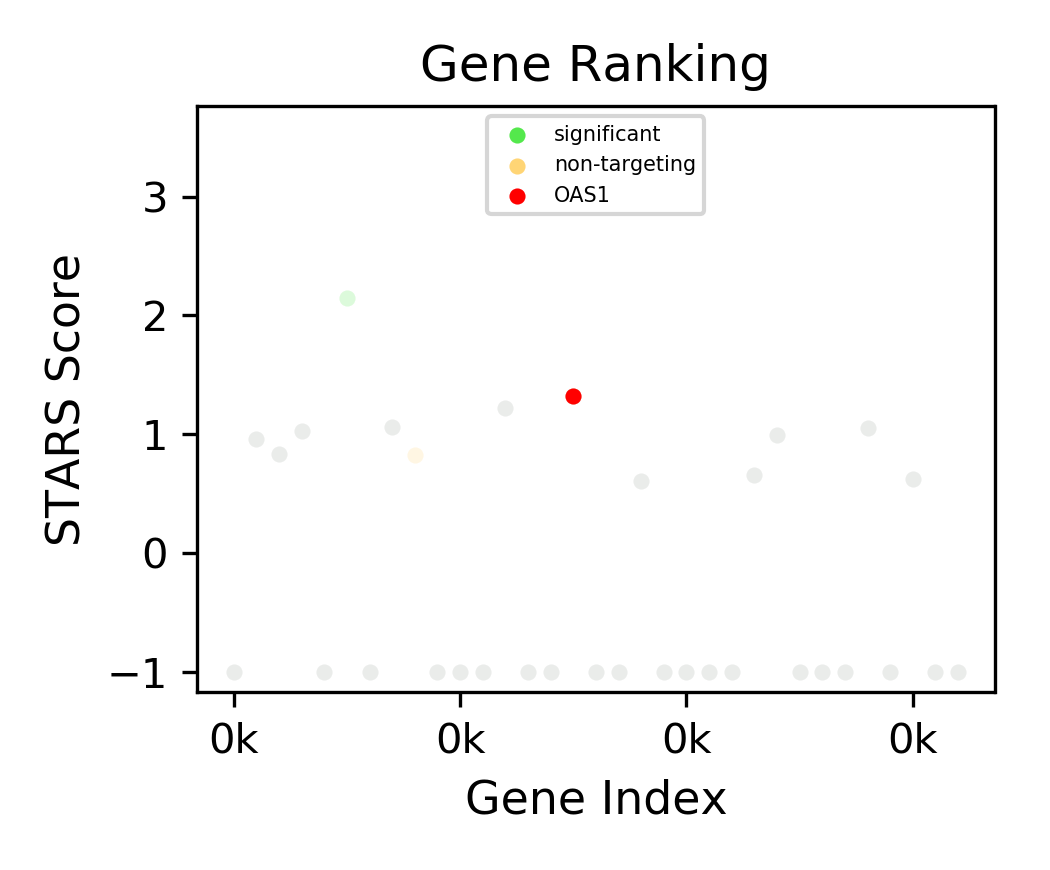 Gene Ranking
significant
non-targeting
OAS1
STARS Score
3
2
1
0
−1
0k 0k 0k 0k
Gene Index